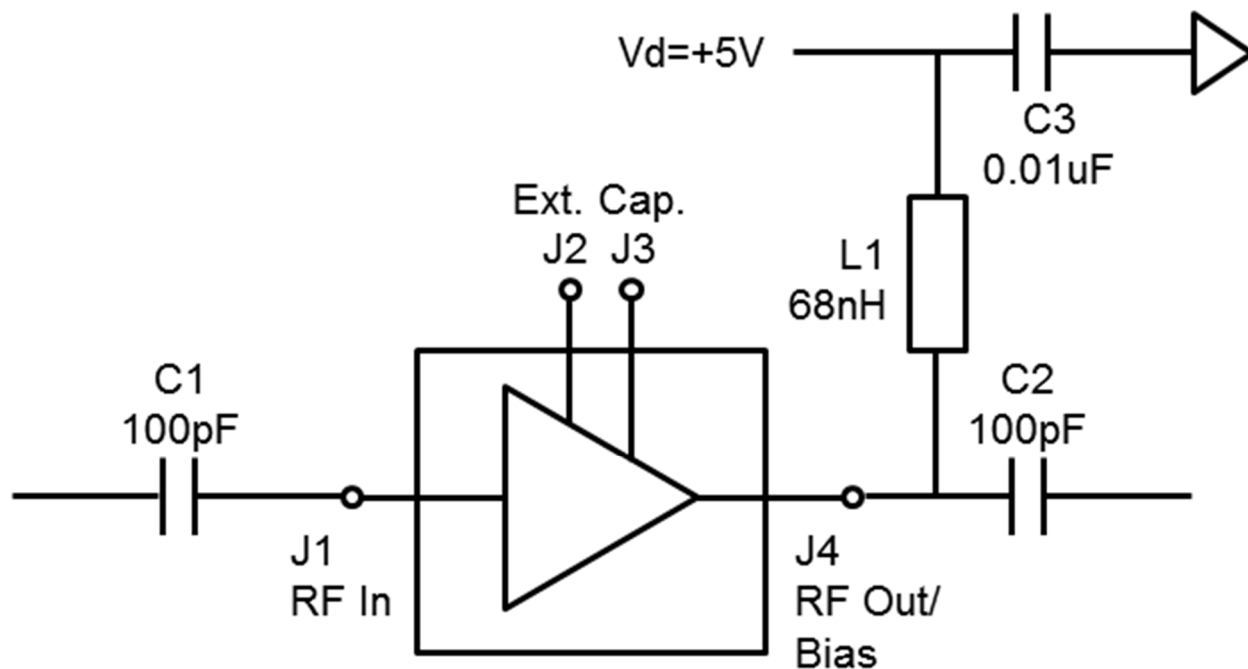 Vd=+5V
C3
0.01uF
Ext. Cap.
J2 J3
L1
68nH
C1
100pF
C2
100pF
J1
RF In
J4
RF Out/
Bias